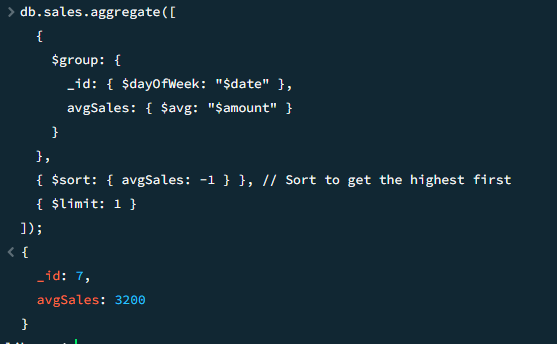 > db.sales.aggregate([
{
$group: {
_id: { $dayOfWeek: "$date" },
avgSales: { $avg: "$amount" }
}
},
{ $sort: { avgSales: -1 } }, // Sort to get the highest first
{ $limit: 1 }
]);
< {
_id: 7,
avgSales: 3200
}